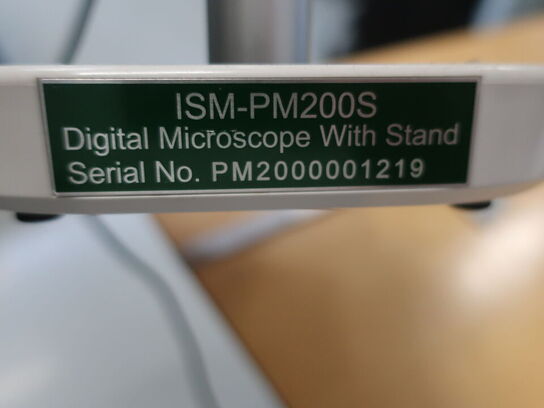 ISM-PM200S
Digital Microscope With Stand
Serial No. PM2000001219